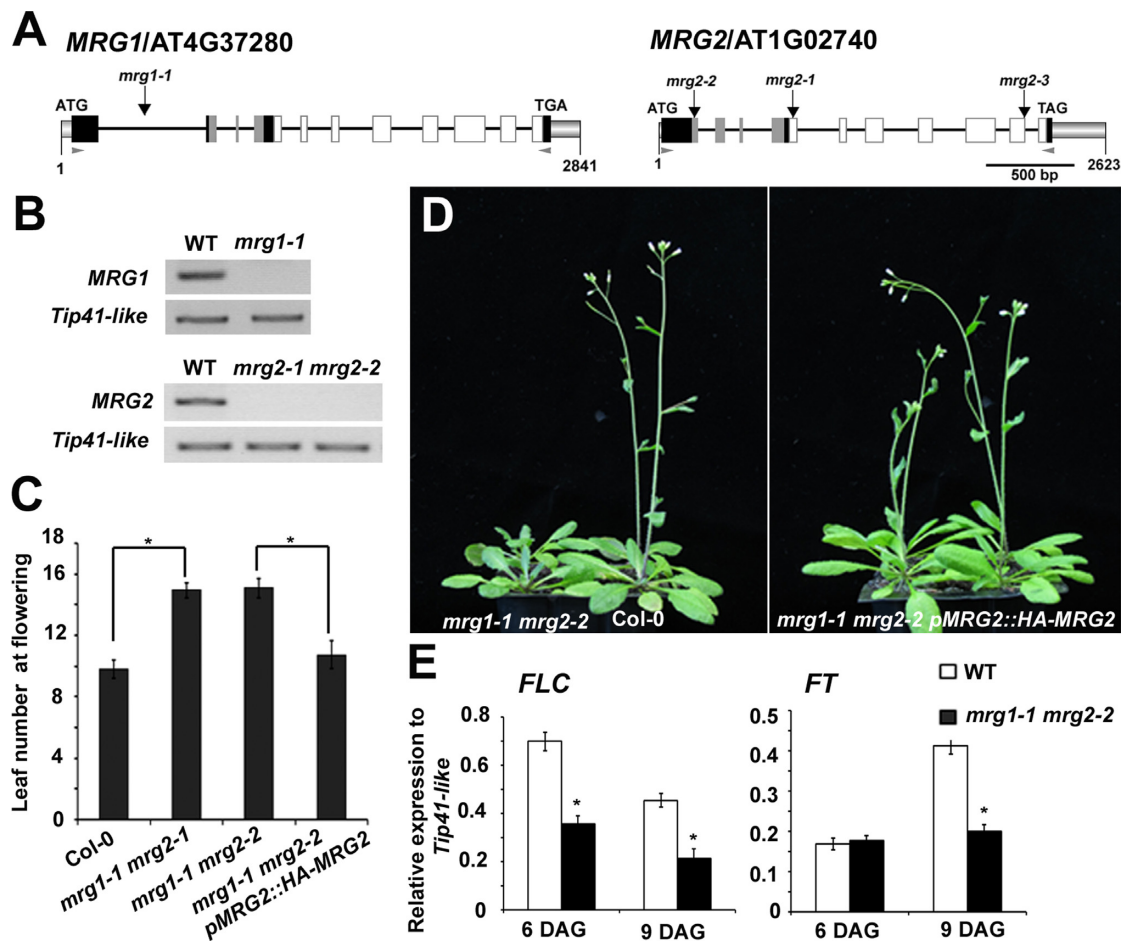 A
MRG1/AT4G37280
mrg1-1
ATG
TGA
1
2841
MRG2/AT1G02740
mrg2-2
mrg2-1
mrg2-3
ATG
TAG
1
2623
500 bp
B
WT mrg1-1
MRG1
Tip41-like
WT mrg2-1 mrg2-2
MRG2
Tip41-like
C
Leaf number at flowering
18
16
12
8
4
0
*
*
Col-0
mrg1-1 mrg2-1
mrg1-1 mrg2-2
mrg1-1 mrg2-2
pMRG2::HA-MRG2
D
mrg1-1 mrg2-2
Col-0
mrg1-1 mrg2-2 pMRG2::HA-MRG2
E
Relative expression to
Tip41-like
FLC
0.8
0.6
0.4
0.2
0
*
*
6 DAG
9 DAG
FT
WT
mrg1-1 mrg2-2
0.5
0.4
0.3
0.2
0.1
0
*
6 DAG
9 DAG